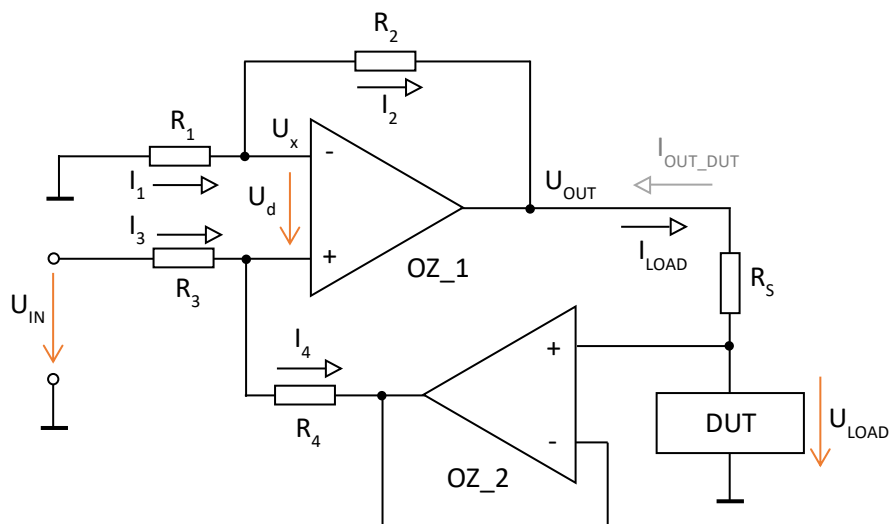 R2
I2
R1
Ux
-
I1
Ud
I3
+
R3
OZ_1
UOUT
IOUT_DUT
ILOAD
RS
UIN
I4
R4
+
-
OZ_2
DUT
ULOAD